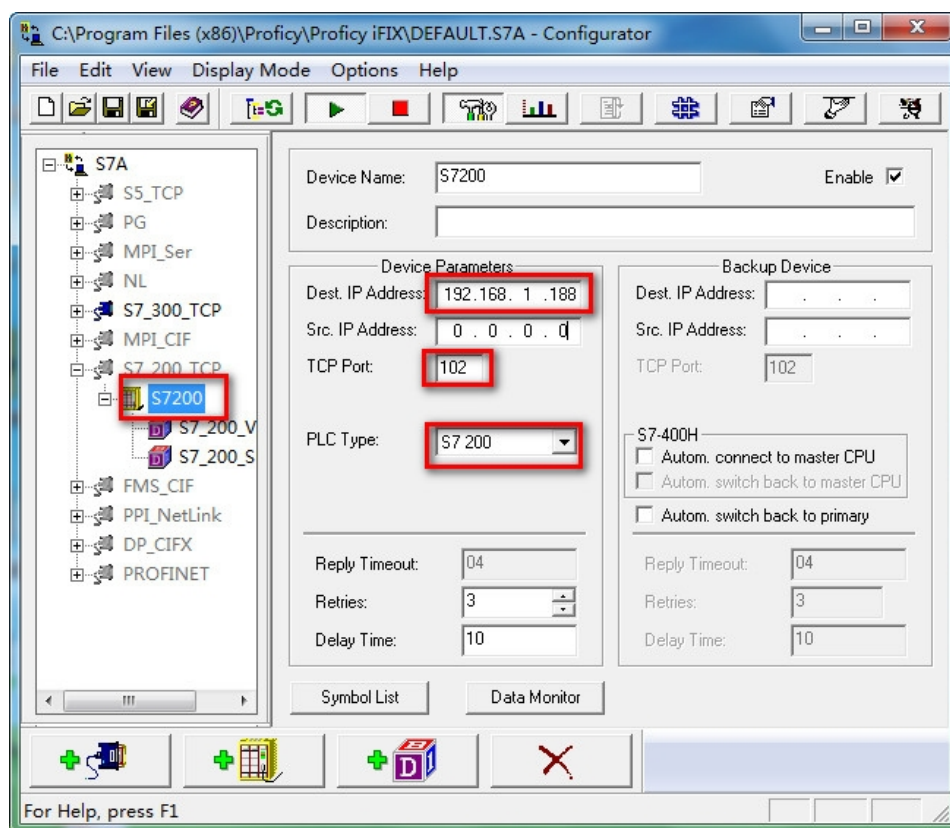 C:\Program Files (x86)\Proficy\Proficy iFIX\DEFAULT.S7A - Configurator
File Edit View Display Mode Options Help
S7A
S5_TCP
PG
MPI_Ser
NL
S7_300_TCP
MPI_CIF
S7_200_TCP
S7200
S7_200_V
S7_200_S
FMS_CIF
PPI_NetLink
DP_CIFX
PROFINET
Device Name: S7200 Enable
Description:
Device Parameters
Dest. IP Address: 192.168. 1 .188
Src. IP Address: 0 . 0 . 0 . 0
TCP Port: 102
PLC Type: S7 200
Reply Timeout: 04
Retries: 3
Delay Time: 10
Backup Device
Dest. IP Address: . . .
Src. IP Address: . . .
TCP Port: 102
S7-400H
Autom. connect to master CPU
Autom. switch back to master CPU
Autom. switch back to primary
Reply Timeout: 04
Retries: 3
Delay Time: 10
Symbol List Data Monitor
D
For Help, press F1